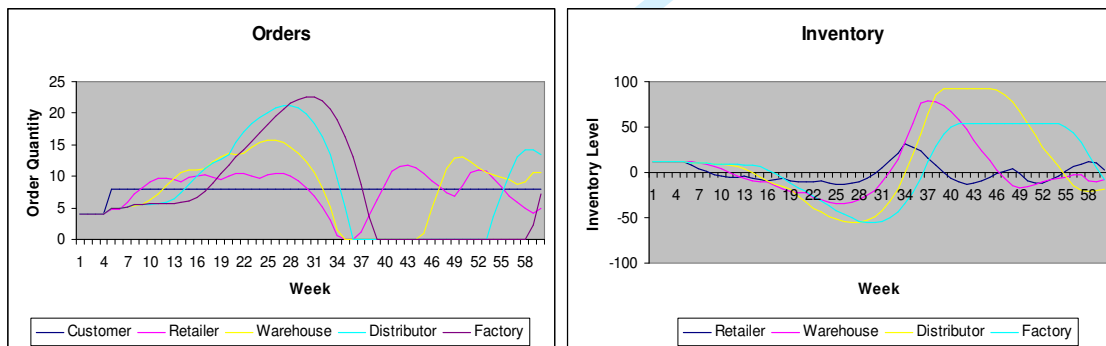 Orders
Order Quantity
25
20
15
10
5
0
1 4 7 10 13 16 19 22 25 28 31 34 37 40 43 46 49 52 55 58
Week
Customer Retailer Warehouse Distributor Factory
Inventory
Inventory Level
100
50
0
-50
-100
1 4 7 10 13 16 19 22 25 28 31 34 37 40 43 46 49 52 55 58
Week
Retailer Warehouse Distributor Factory